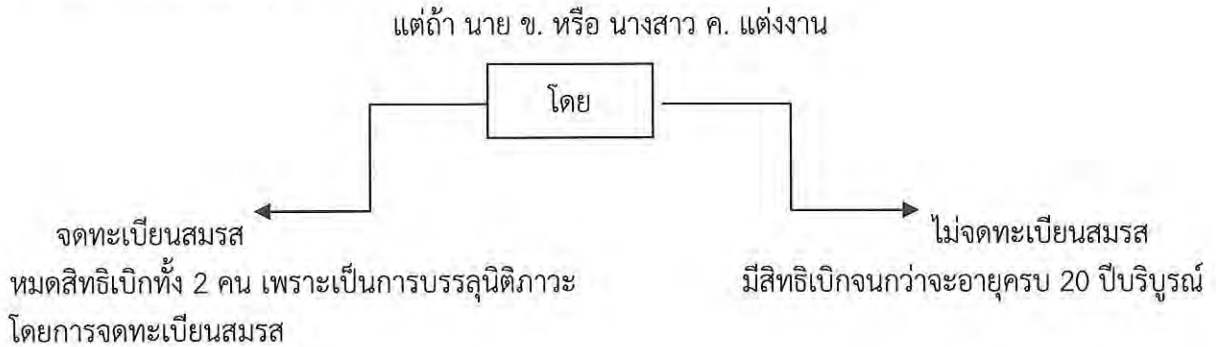 แต่ถ้า นาย ข. หรือ นางสาว ค. แต่งงาน
โดย
จดทะเบียนสมรส
หมดสิทธิเบิกทั้ง 2 คน เพราะเป็นการบรรลุนิติภาวะ
โดยการจดทะเบียนสมรส
ไม่จดทะเบียนสมรส
มีสิทธิเบิกจนกว่าจะอายุครบ 20 ปีบริบูรณ์